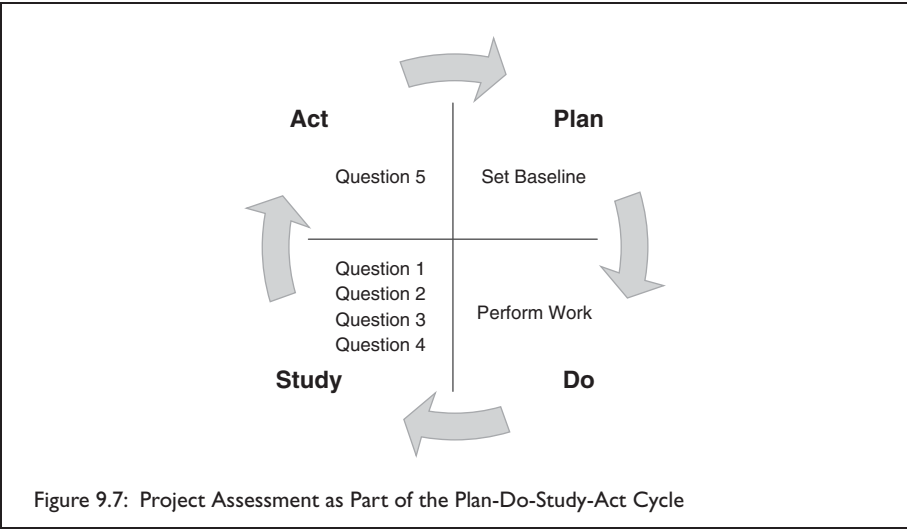 Act
Plan
Question 5
Set Baseline
Question 1
Question 2
Question 3
Question 4
Perform Work
Study
Do
Figure 9.7: Project Assessment as Part of the Plan-Do-Study-Act Cycle